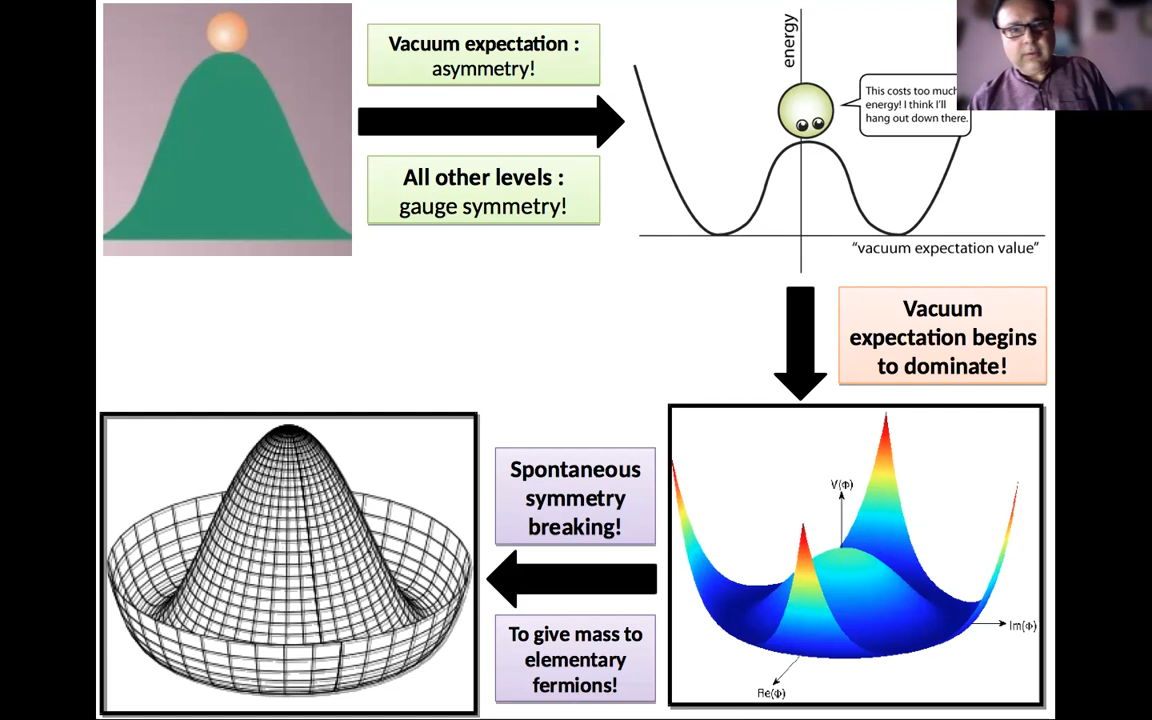 Vacuum expectation :
asymmetry!
All other levels :
gauge symmetry!
energy
This costs too much
energy! I think I'll
hang out down there.
"vacuum expectation value"
Vacuum
expectation begins
to dominate!
V(Φ)
Im(Φ)
Re(Φ)
Spontaneous
symmetry
breaking!
To give mass to
elementary
fermions!